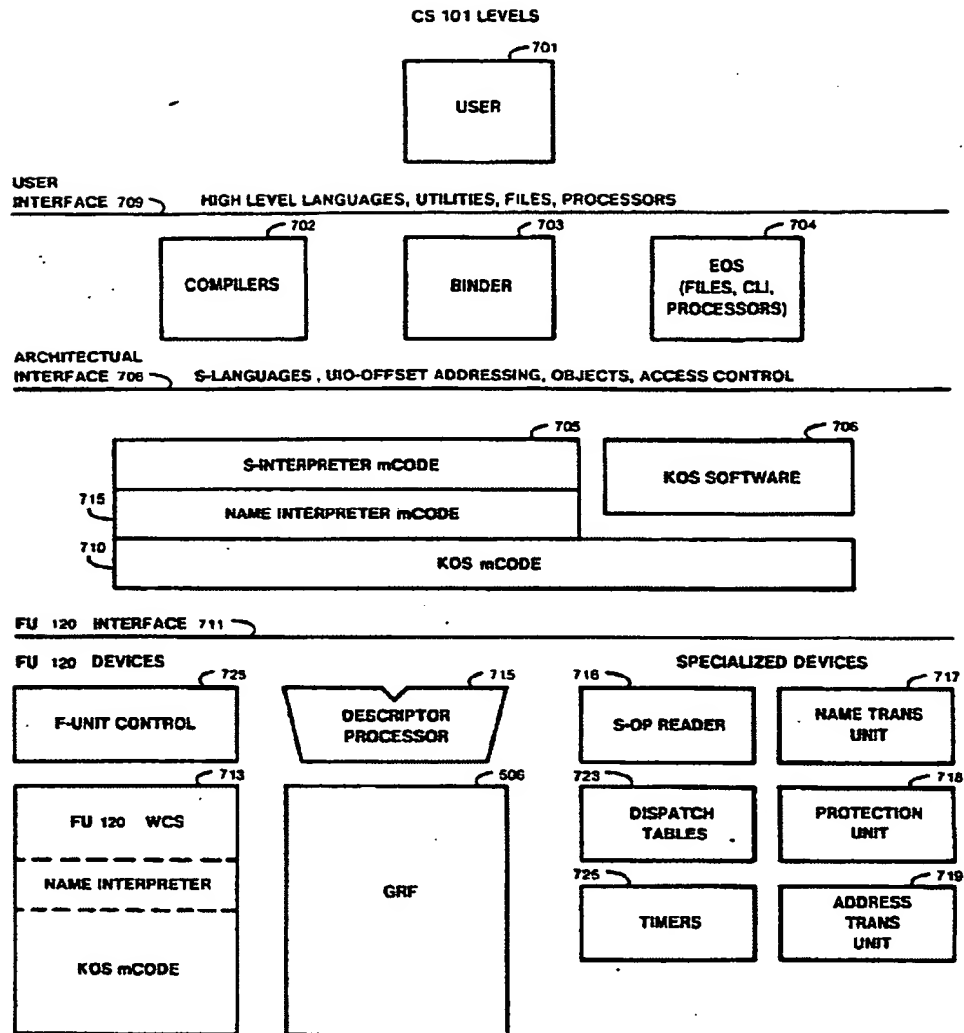 CS 101 LEVELS
701
USER
USER
INTERFACE 709
HIGH LEVEL LANGUAGES, UTILITIES, FILES, PROCESSORS
702
COMPILERS
703
BINDER
704
EOS
(FILES, CLI,
PROCESSORS)
ARCHITECTUAL
INTERFACE 708
S-LANGUAGES , UIO-OFFSET ADDRESSING, OBJECTS, ACCESS CONTROL
705
S-INTERPRETER mCODE
706
KOS SOFTWARE
715
NAME INTERPRETER mCODE
710
KOS mCODE
FU 120 INTERFACE 711
FU 120 DEVICES
SPECIALIZED DEVICES
725
F-UNIT CONTROL
715
DESCRIPTOR
PROCESSOR
716
S-OP READER
717
NAME TRANS
UNIT
713
FU 120 WCS
NAME INTERPRETER
KOS mCODE
506
GRF
723
DISPATCH
TABLES
718
PROTECTION
UNIT
725
TIMERS
719
ADDRESS
TRANS
UNIT